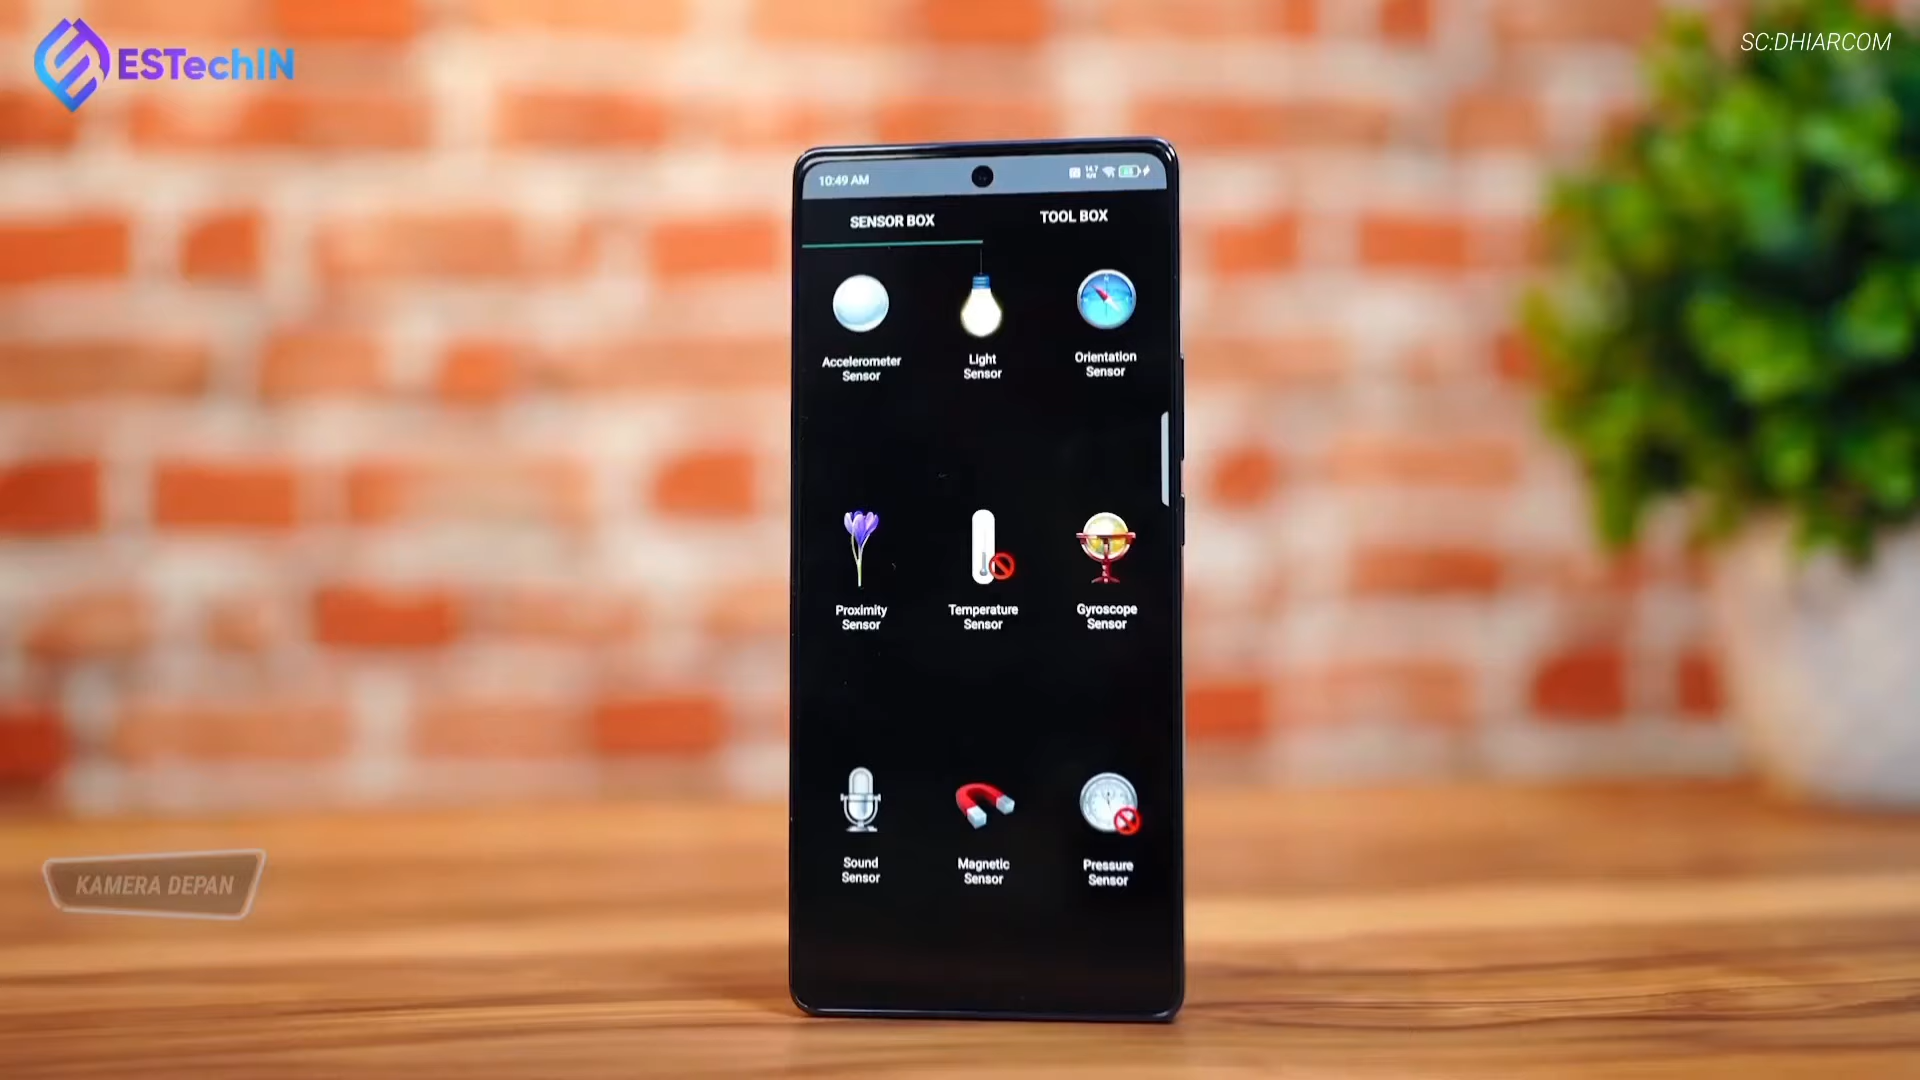 ESTechIN
SC:DHIARCOM
10:49 AM
SENSOR BOX
TOOL BOX
Accelerometer
Sensor
Light
Sensor
Orientation
Sensor
Proximity
Sensor
Temperature
Sensor
Gyroscope
Sensor
Sound
Sensor
Magnetic
Sensor
Pressure
Sensor
KAMERA DEPAN